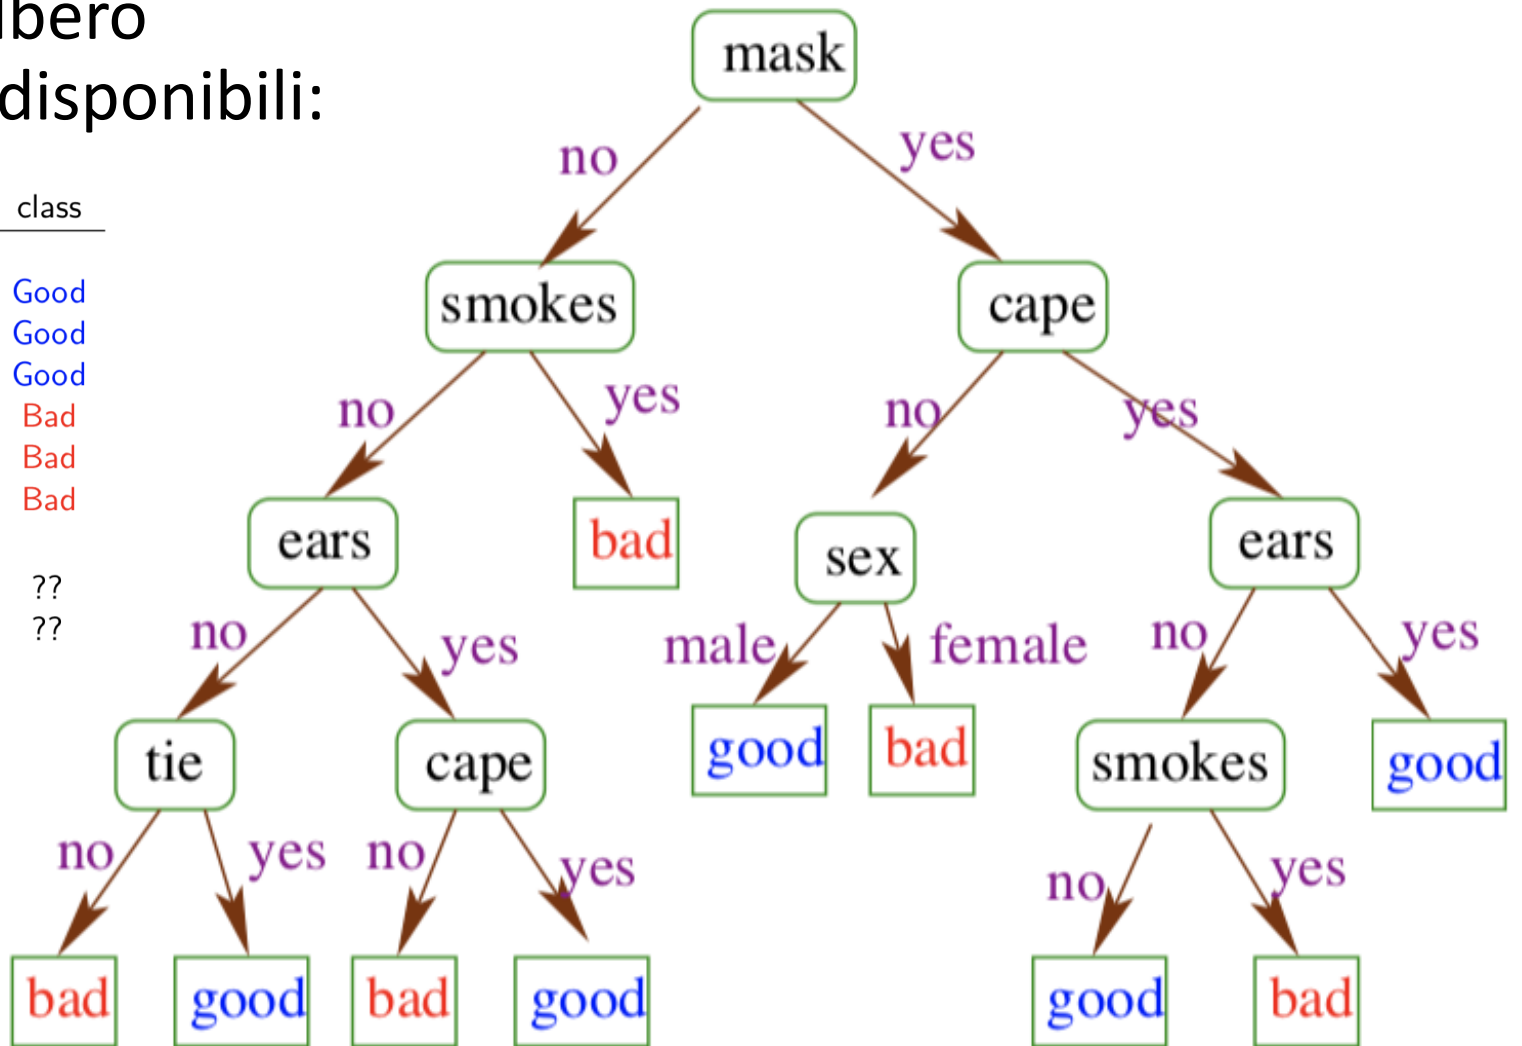 disponibili:
class
Good
Good
Good
Bad
Bad
Bad
??
??
mask
no
yes
smokes
cape
no
yes
no
yes
ears
bad
sex
ears
no
yes
male
female
no
yes
tie
cape
good
bad
smokes
good
no
yes
no
yes
no
yes
bad
good
bad
good
good
bad